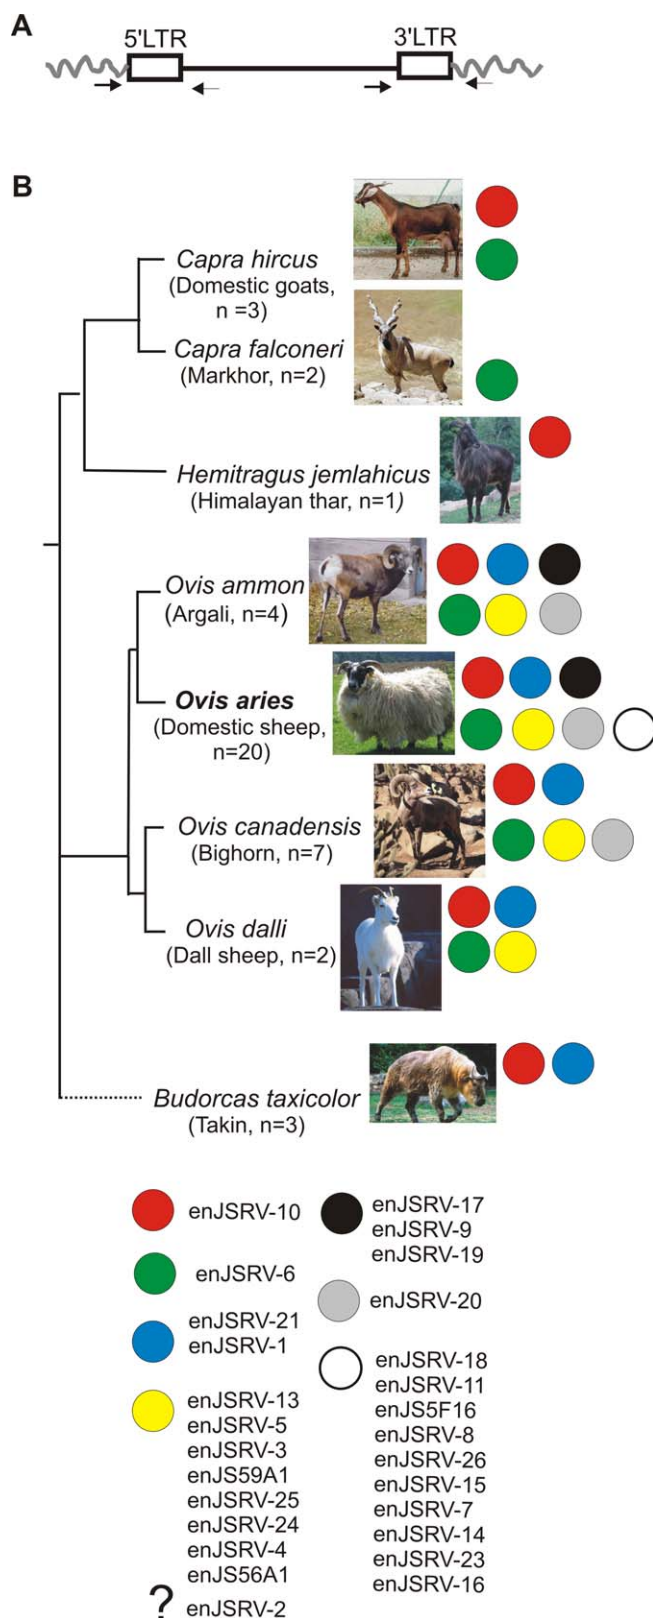 A
5'LTR
3'LTR
B
Capra hircus
(Domestic goats,
n =3)
Capra falconeri
(Markhor, n=2)
Hemitragus jemlahicus
(Himalayan thar, n=1)
Ovis ammon
(Argali, n=4)
Ovis aries
(Domestic sheep,
n=20)
Ovis canadensis
(Bighorn, n=7)
Ovis dalli
(Dall sheep, n=2)
Budorcas taxicolor
(Takin, n=3)
enJSRV-10
enJSRV-6
enJSRV-21
enJSRV-1
enJSRV-13
enJSRV-5
enJSRV-3
enJS59A1
enJSRV-25
enJSRV-24
enJSRV-4
enJS56A1
? enJSRV-2
enJSRV-17
enJSRV-9
enJSRV-19
enJSRV-20
enJSRV-18
enJSRV-11
enJS5F16
enJSRV-8
enJSRV-26
enJSRV-15
enJSRV-7
enJSRV-14
enJSRV-23
enJSRV-16